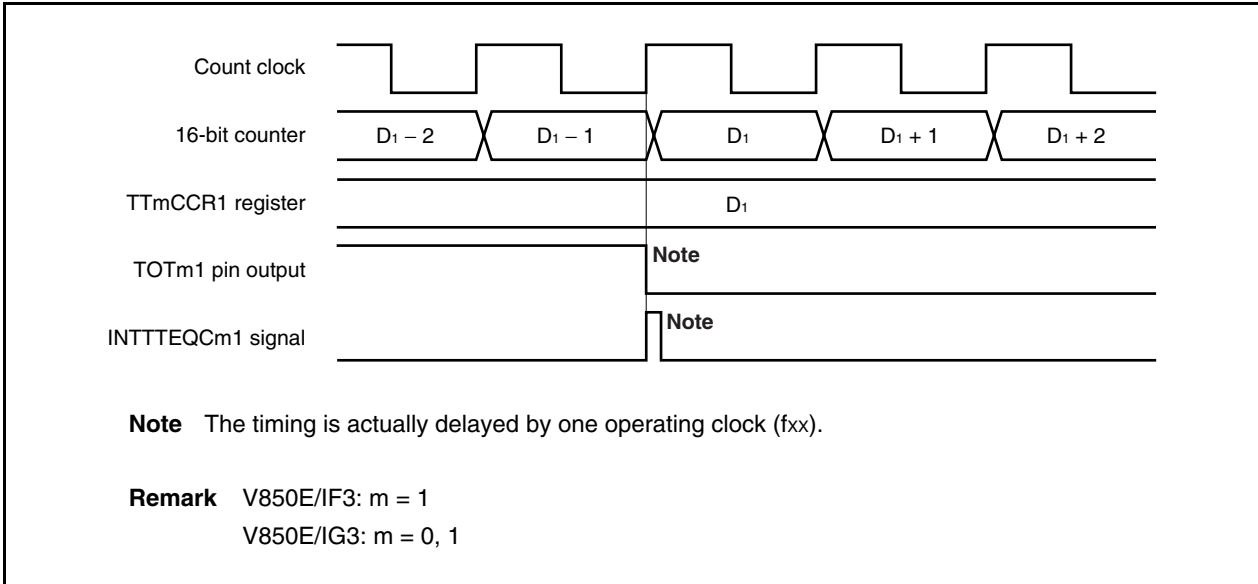 Count clock
16-bit counter
D1 − 2
D1 − 1
D1
D1 + 1
D1 + 2
TTmCCR1 register
D1
TOTm1 pin output
Note
INTTTEQCm1 signal
Note
Note The timing is actually delayed by one operating clock (fxx).
Remark V850E/IF3: m = 1
V850E/IG3: m = 0, 1